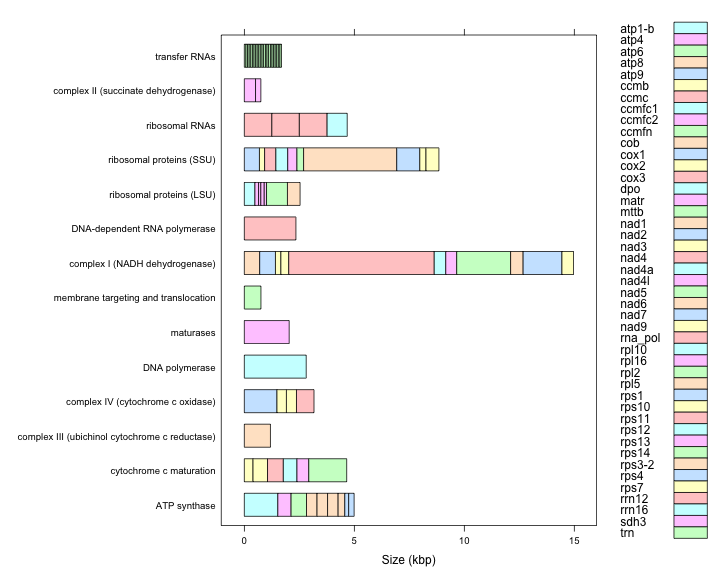 transfer RNAs
complex II (succinate dehydrogenase)
ribosomal RNAs
ribosomal proteins (SSU)
ribosomal proteins (LSU)
DNA-dependent RNA polymerase
complex I (NADH dehydrogenase)
membrane targeting and translocation
maturases
DNA polymerase
complex IV (cytochrome c oxidase)
complex III (ubichinol cytochrome c reductase)
cytochrome c maturation
ATP synthase
0 5 10 15
Size (kbp)
atp1-b
atp4
atp6
atp8
atp9
ccmb
ccmc
ccmfc1
ccmfc2
ccmfn
cob
cox1
cox2
cox3
dpo
matr
mttb
nad1
nad2
nad3
nad4
nad4a
nad4l
nad5
nad6
nad7
nad9
rna_pol
rpl10
rpl16
rpl2
rpl5
rps1
rps10
rps11
rps12
rps13
rps14
rps3-2
rps4
rps7
rrn12
rrn16
sdh3
trn